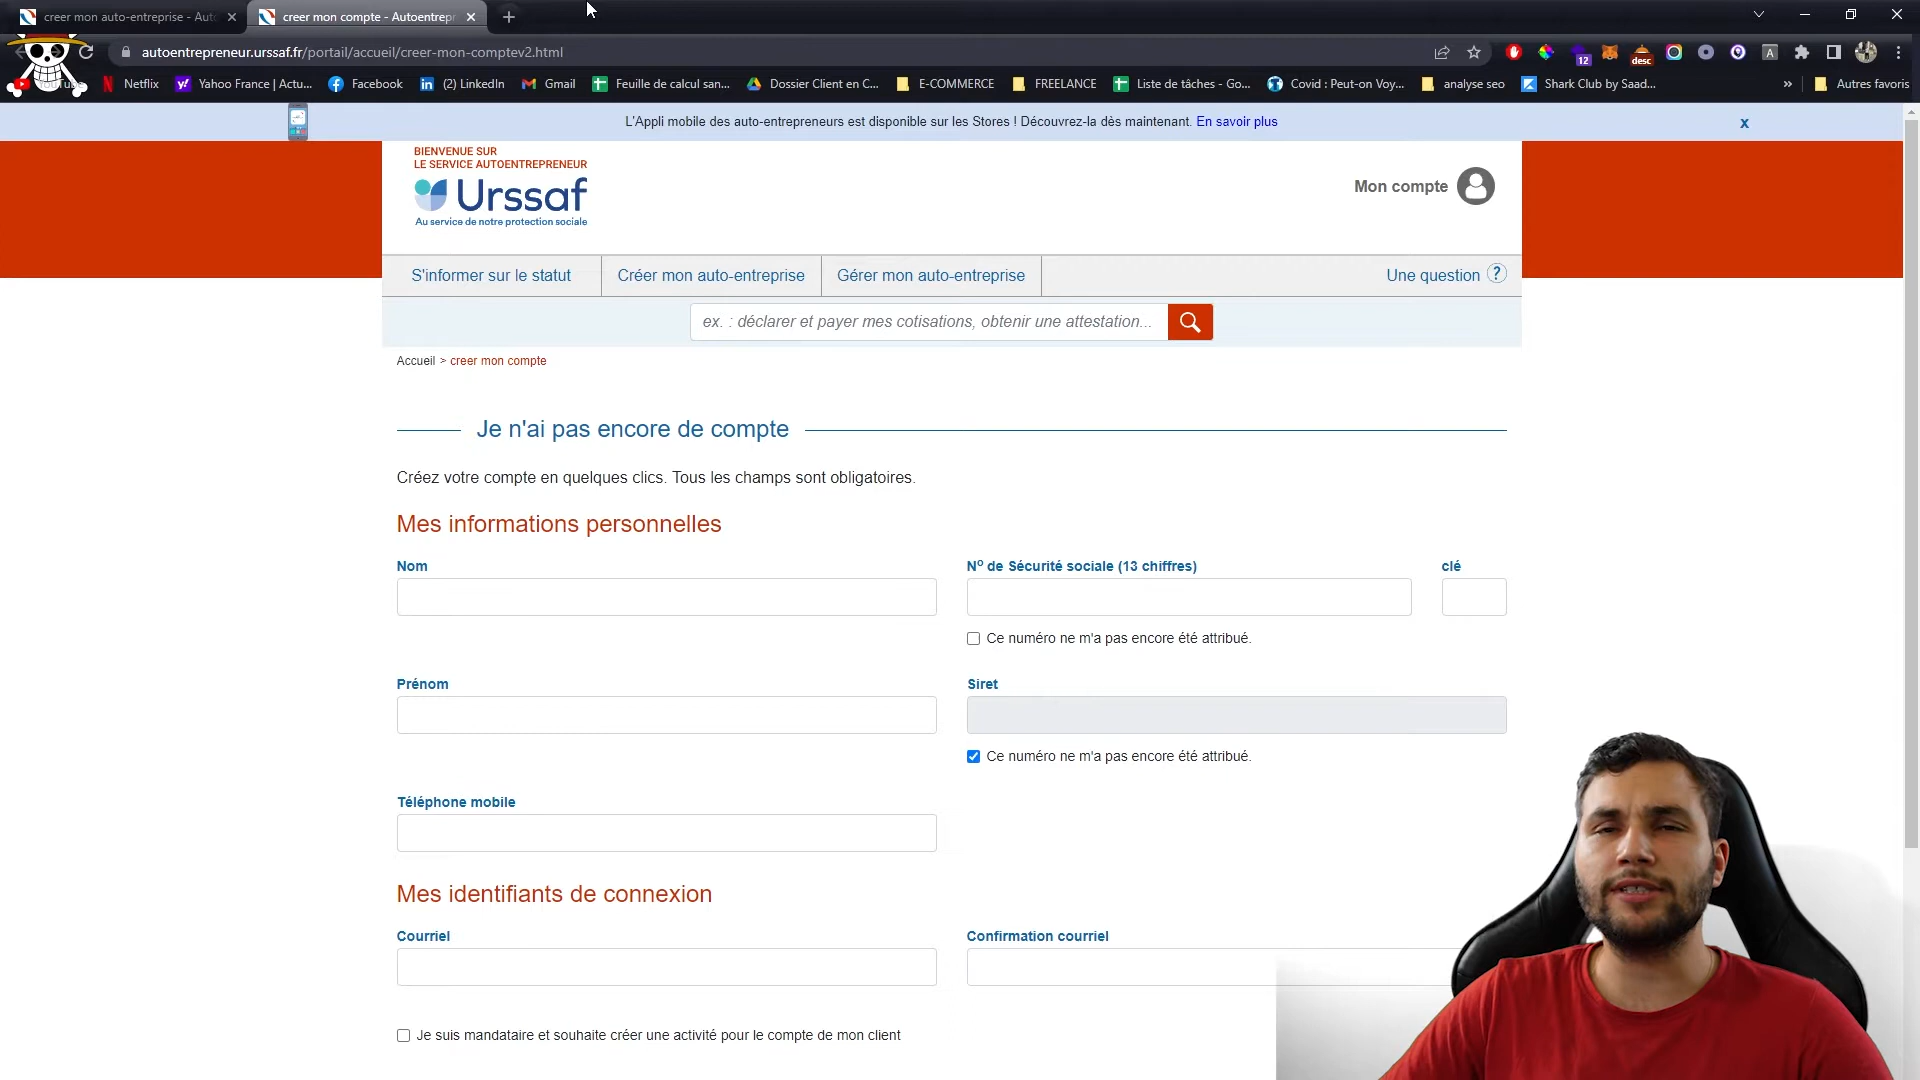 creer mon auto-entreprise - Aut
creer mon compte - Autoentrepr
autoentrepreneur.urssaf.fr/portail/accueil/creer-mon-comptev2.html
12
desc
A
Netflix
Yahoo France | Actu...
Facebook
(2) LinkedIn
Gmail
Feuille de calcul san...
Dossier Client en C...
E-COMMERCE
FREELANCE
Liste de tâches - Go...
Covid : Peut-on Voy...
analyse seo
Shark Club by Saad...
»
Autres favoris
L'Appli mobile des auto-entrepreneurs est disponible sur les Stores ! Découvrez-la dès maintenant. En savoir plus
x
BIENVENUE SUR
LE SERVICE AUTOENTREPRENEUR
Urssaf
Au service de notre protection sociale
Mon compte
S'informer sur le statut
Créer mon auto-entreprise
Gérer mon auto-entreprise
Une question ?
ex. : déclarer et payer mes cotisations, obtenir une attestation...
Accueil > creer mon compte
Je n'ai pas encore de compte
Créez votre compte en quelques clics. Tous les champs sont obligatoires.
Mes informations personnelles
Nom
N° de Sécurité sociale (13 chiffres)
clé
Ce numéro ne m'a pas encore été attribué.
Prénom
Siret
Ce numéro ne m'a pas encore été attribué.
Téléphone mobile
Mes identifiants de connexion
Courriel
Confirmation courriel
Je suis mandataire et souhaite créer une activité pour le compte de mon client